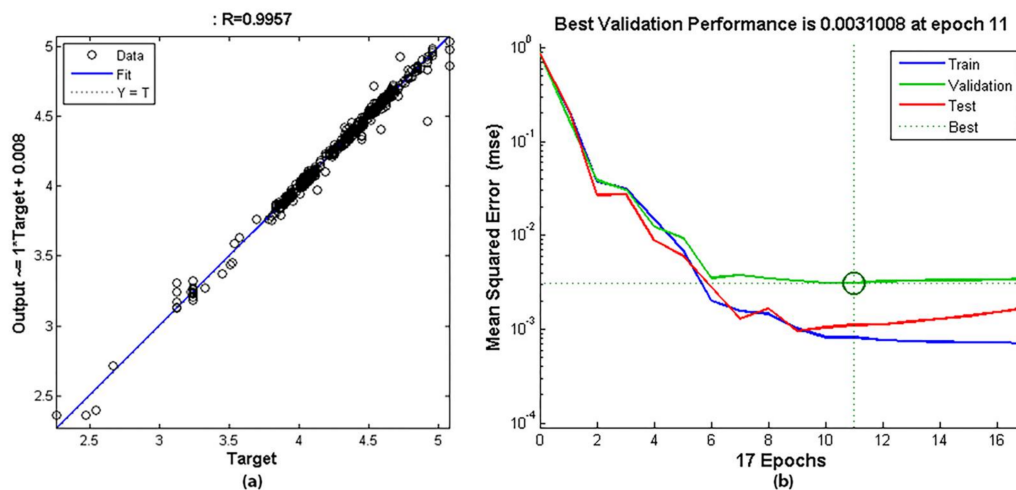 : R=0.9957
Data
Fit
Y = T
Output ~= 1*Target + 0.008
5
4.5
4
3.5
3
2.5
2.5
3
3.5
4
4.5
5
Target
(a)
Best Validation Performance is 0.0031008 at epoch 11
Train
Validation
Test
Best
Mean Squared Error (mse)
10^0
10^-1
10^-2
10^-3
10^-4
0
2
4
6
8
10
12
14
16
17 Epochs
(b)